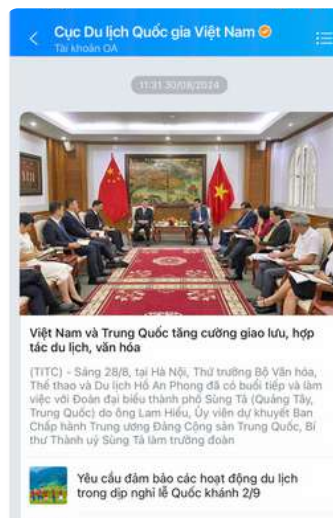 Cục Du lịch Quốc gia Việt Nam
Tài khoản OA
11:31 30/08/2024
Việt Nam và Trung Quốc tăng cường giao lưu, hợp
tác du lịch, văn hóa
(TITC) - Sáng 28/8, tại Hà Nội, Thứ trưởng Bộ Văn hóa,
Thể thao và Du lịch Hồ An Phong đã có buổi tiếp và làm
việc với Đoàn đại biểu thành phố Sùng Tả (Quảng Tây,
Trung Quốc) do ông Lam Hiểu, Ủy viên dự khuyết Ban
Chấp hành Trung ương Đảng Cộng sản Trung Quốc, Bí
thư Thành uỷ Sùng Tả làm trưởng đoàn
Yêu cầu đảm bảo các hoạt động du lịch
trong dịp nghỉ lễ Quốc khánh 2/9